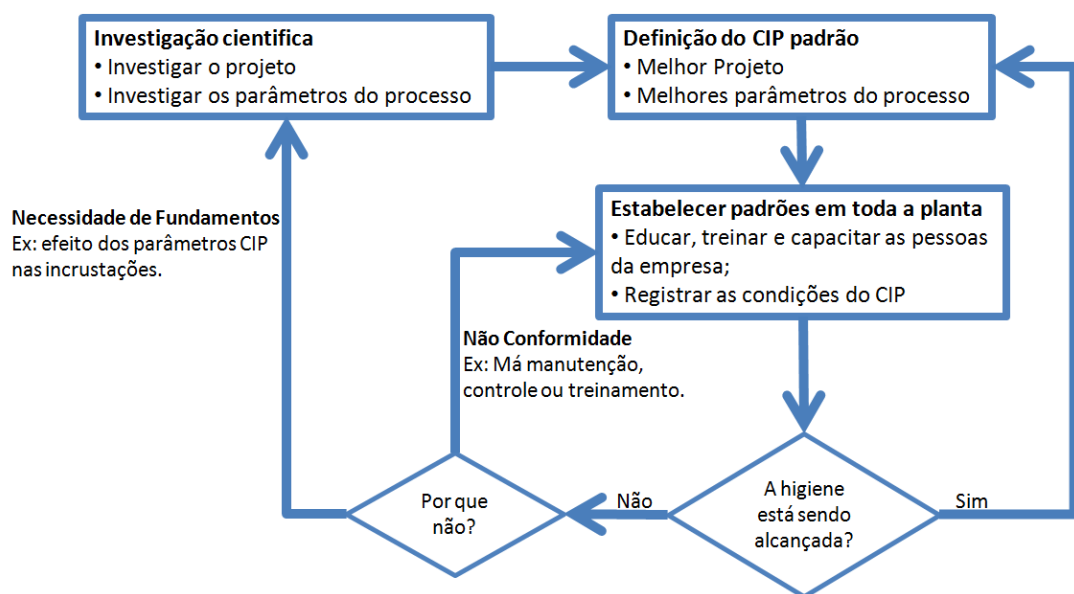 Investigação cientifica
• Investigar o projeto
• Investigar os parâmetros do processo
Definição do CIP padrão
• Melhor Projeto
• Melhores parâmetros do processo
Necessidade de Fundamentos
Ex: efeito dos parâmetros CIP
nas incrustações.
Estabelecer padrões em toda a planta
• Educar, treinar e capacitar as pessoas
da empresa;
• Registrar as condições do CIP
Não Conformidade
Ex: Má manutenção,
controle ou treinamento.
Por que
não?
Não
A higiene
está sendo
alcançada?
Sim